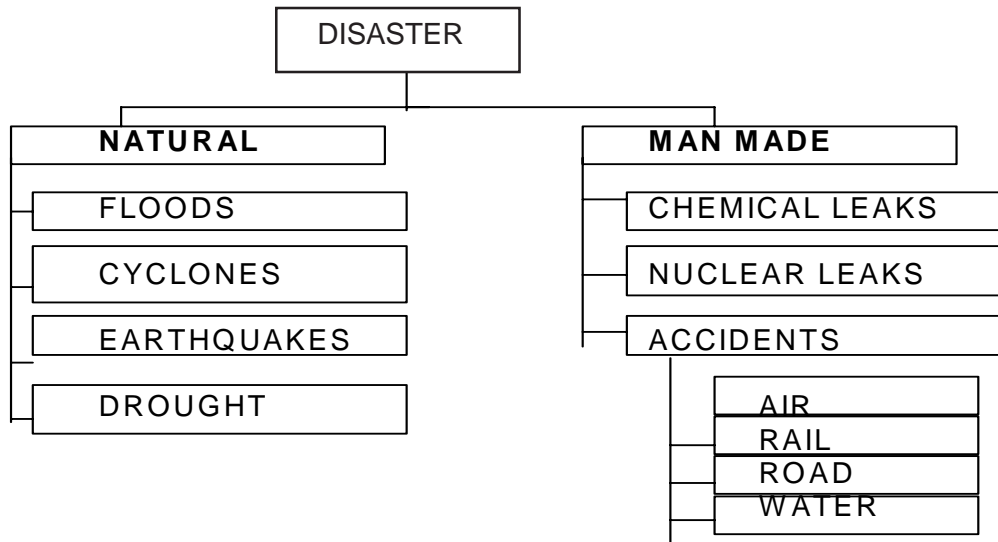 DISASTER
NATURAL
FLOODS
CYCLONES
EARTHQUAKES
DROUGHT
MAN MADE
CHEMICAL LEAKS
NUCLEAR LEAKS
ACCIDENTS
AIR
RAIL
ROAD
WATER